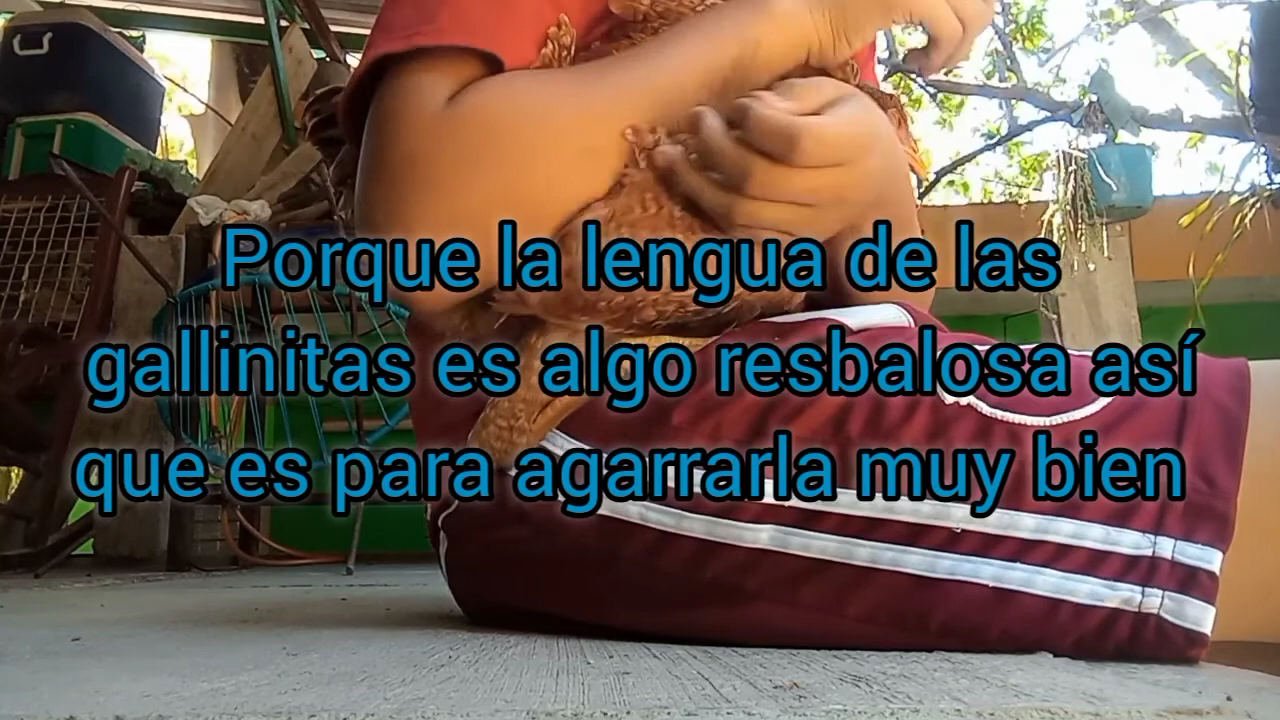 Porque la lengua de las
gallinitas es algo resbalosa así
que es para agarrarla muy bien